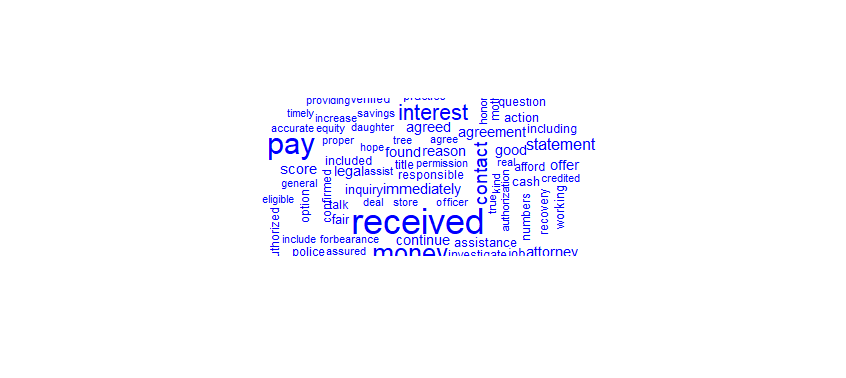 providing verified practice
honor
question
timely increase savings interest
action
accurate equity daughter agreed agreement including
pay proper tree agree statement
hope found reason contact good
included title permission real afford offer
score legal assist responsible kind cash credited
general confirmed inquiry immediately authorization numbers recovery working
eligible option talk deal store officer true
fair received
include forbearance continue assistance
police assured money investigate job attorney